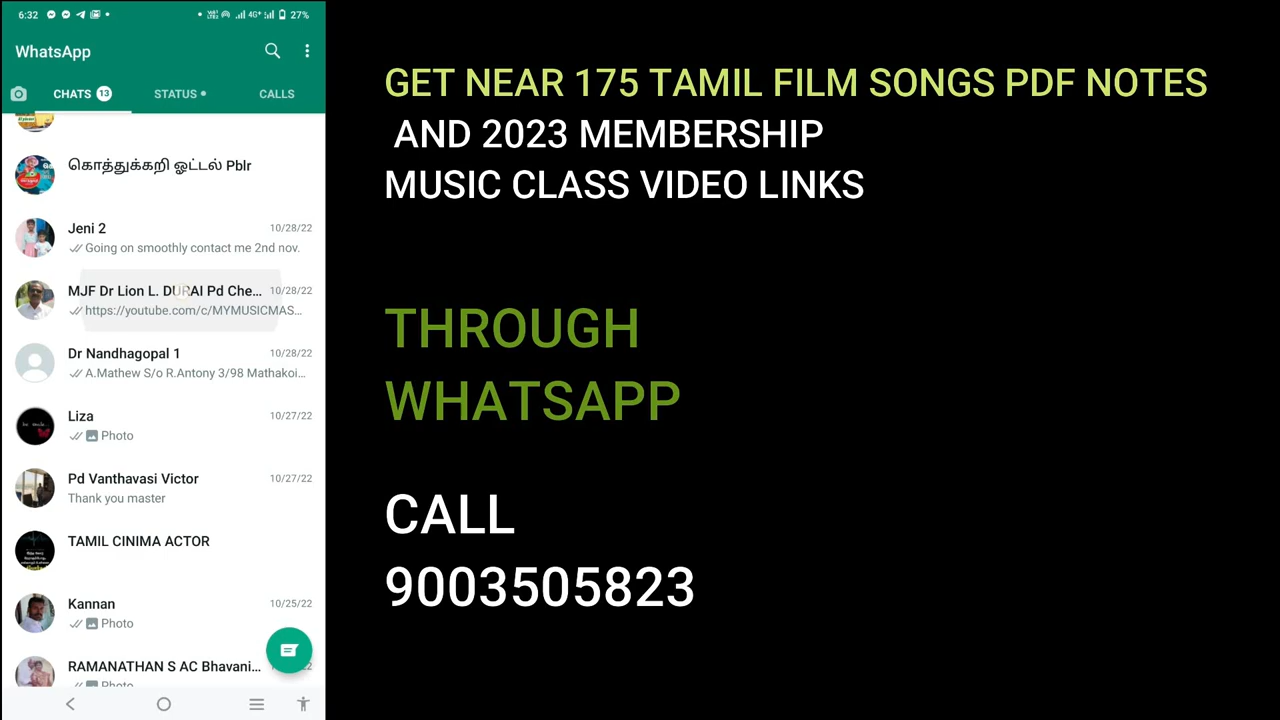 6:32
4G+ 27%
WhatsApp
CHATS 13 STATUS CALLS
கொத்துக்கறி ஓட்டல் Pblr
Jeni 2 10/28/22
Going on smoothly contact me 2nd nov.
MJF Dr Lion L. DURAI Pd Che... 10/28/22
https://youtube.com/c/MYMUSICMAS...
Dr Nandhagopal 1 10/28/22
A.Mathew S/o R.Antony 3/98 Mathakoi...
Liza 10/27/22
Photo
Pd Vanthavasi Victor 10/27/22
Thank you master
TAMIL CINIMA ACTOR
Kannan 10/25/22
Photo
RAMANATHAN S AC Bhavani...
Photo
GET NEAR 175 TAMIL FILM SONGS PDF NOTES
AND 2023 MEMBERSHIP
MUSIC CLASS VIDEO LINKS
THROUGH
WHATSAPP
CALL
9003505823